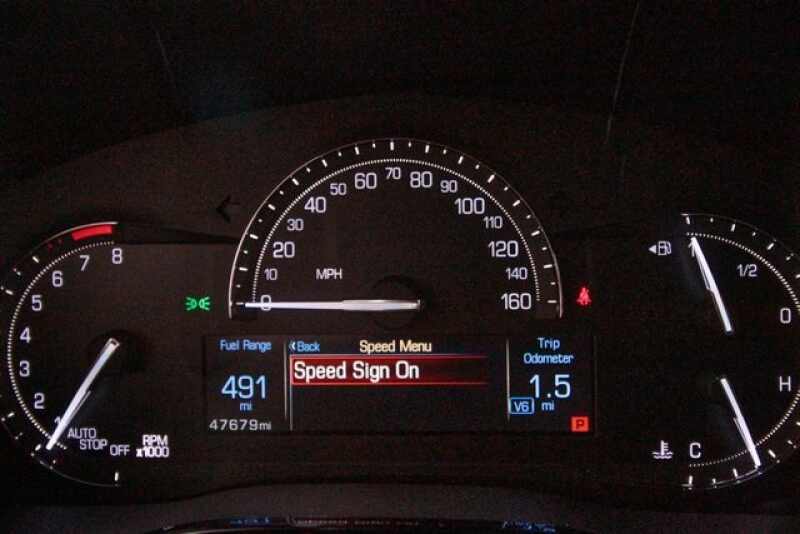 0
10
20
30
40
50
60
70
80
90
100
110
120
140
160
MPH
1
2
3
4
5
6
7
8
AUTO
STOP
OFF
RPM
x1000
1/2
0
H
C
Fuel Range
491
mi
47679mi
Back
Speed Menu
Speed Sign On
Trip
Odometer
1.5
V6 mi
P